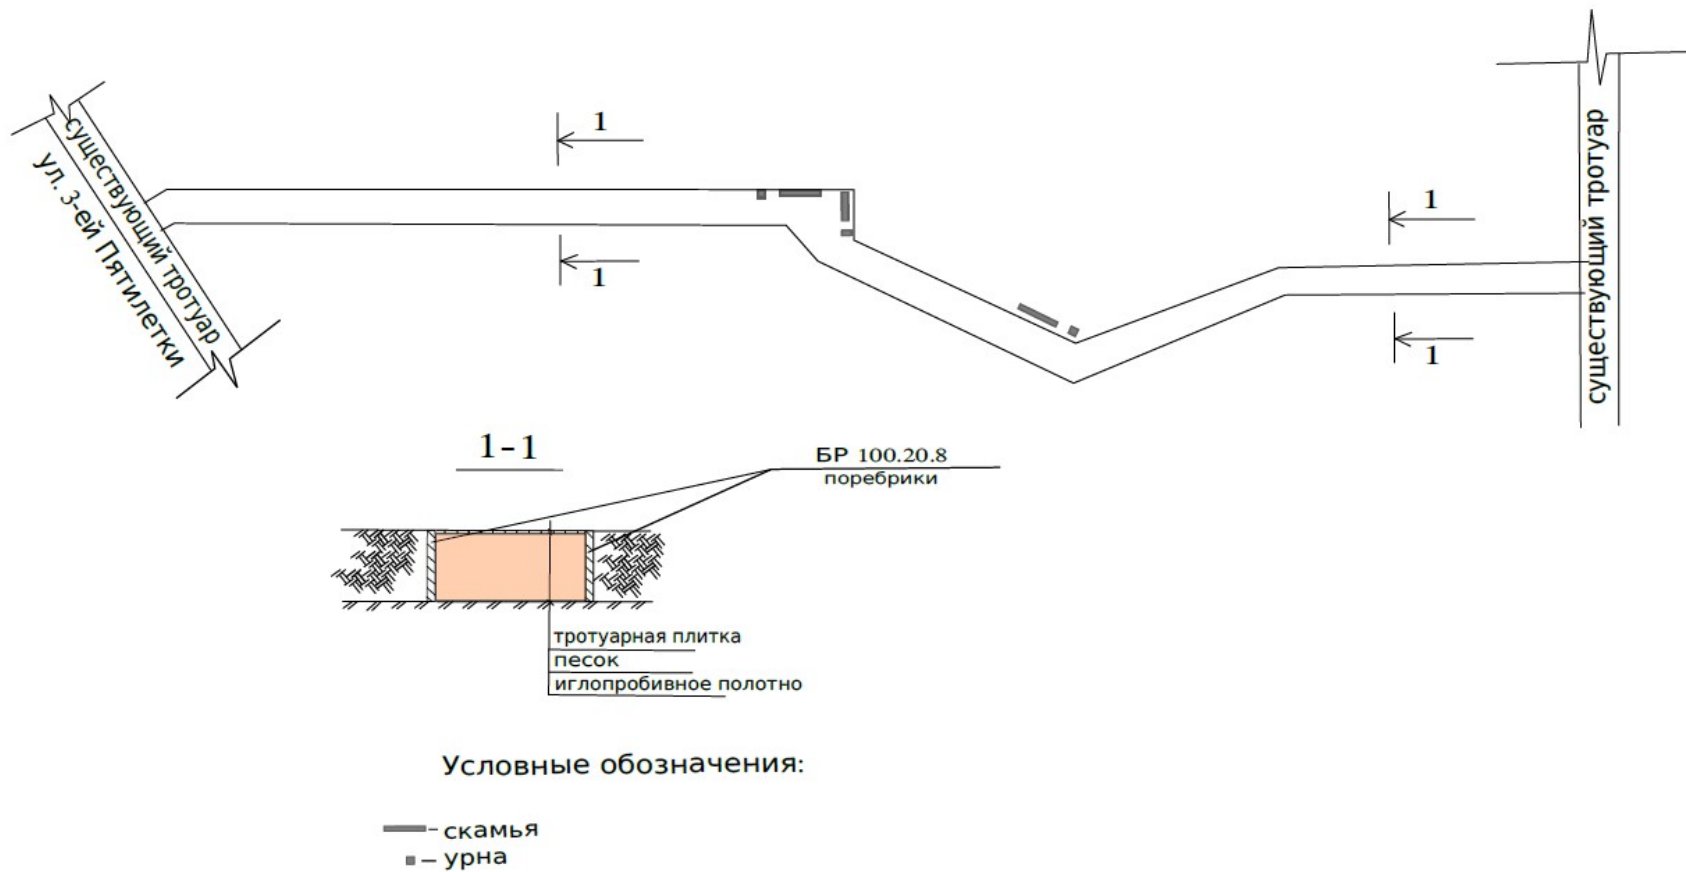 существующий тротуар
ул. 3-ей Пятилетки
1
1
1
1
существующий тротуар
1-1
БР 100.20.8
поребрики
тротуарная плитка
песок
иглопробивное полотно
Условные обозначения:
- скамья
- урна